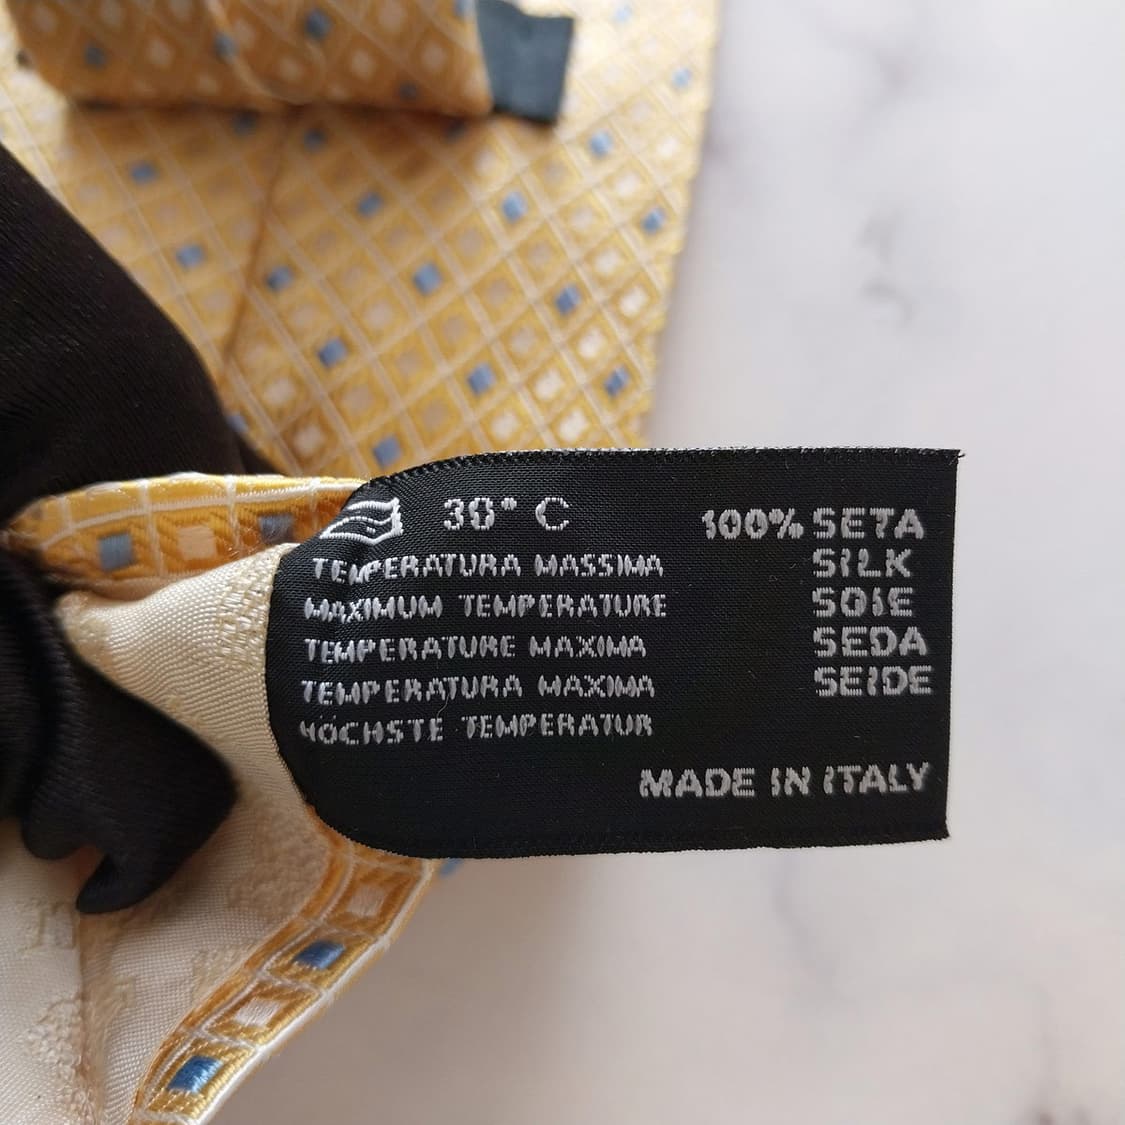 30° C
TEMPERATURA MASSIMA
MAXIMUM TEMPERATURE
TEMPERATURE MAXIMA
TEMPERATURA MAXIMA
HÖCHSTE TEMPERATUR
100% SETA
SILK
SOIE
SEDA
SEIDE
MADE IN ITALY